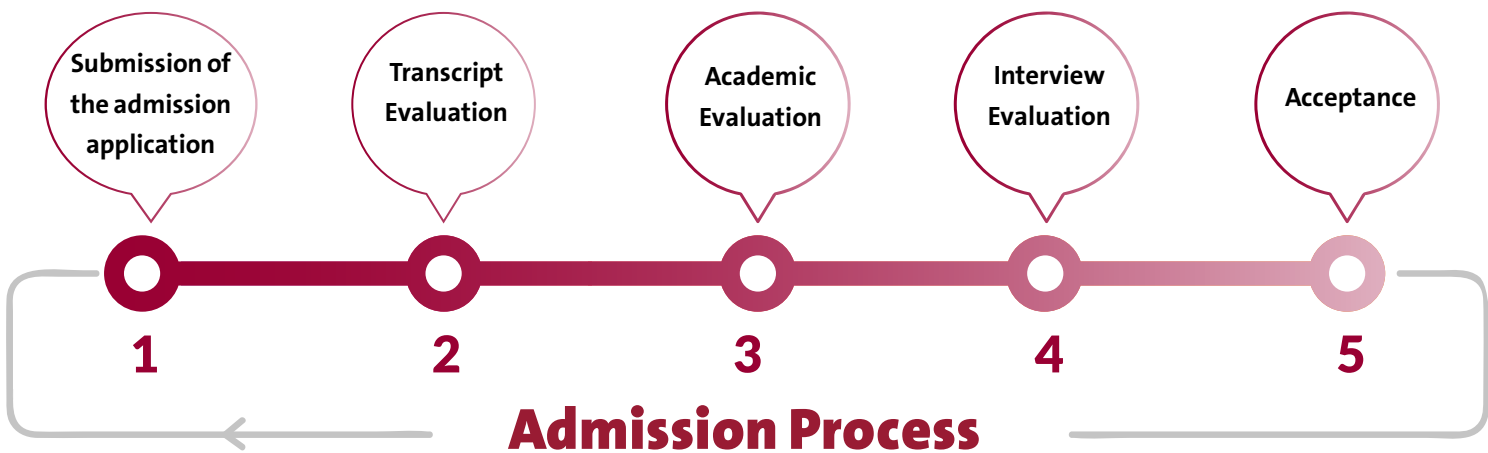 Submission of
the admission
application
Transcript
Evaluation
Academic
Evaluation
Interview
Evaluation
Acceptance
1
2
3
4
5
Admission Process